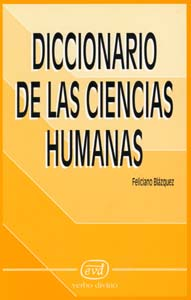 DICCIONARIO
DE LAS CIENCIAS
HUMANAS
Feliciano Blázquez
evd
verbo divino